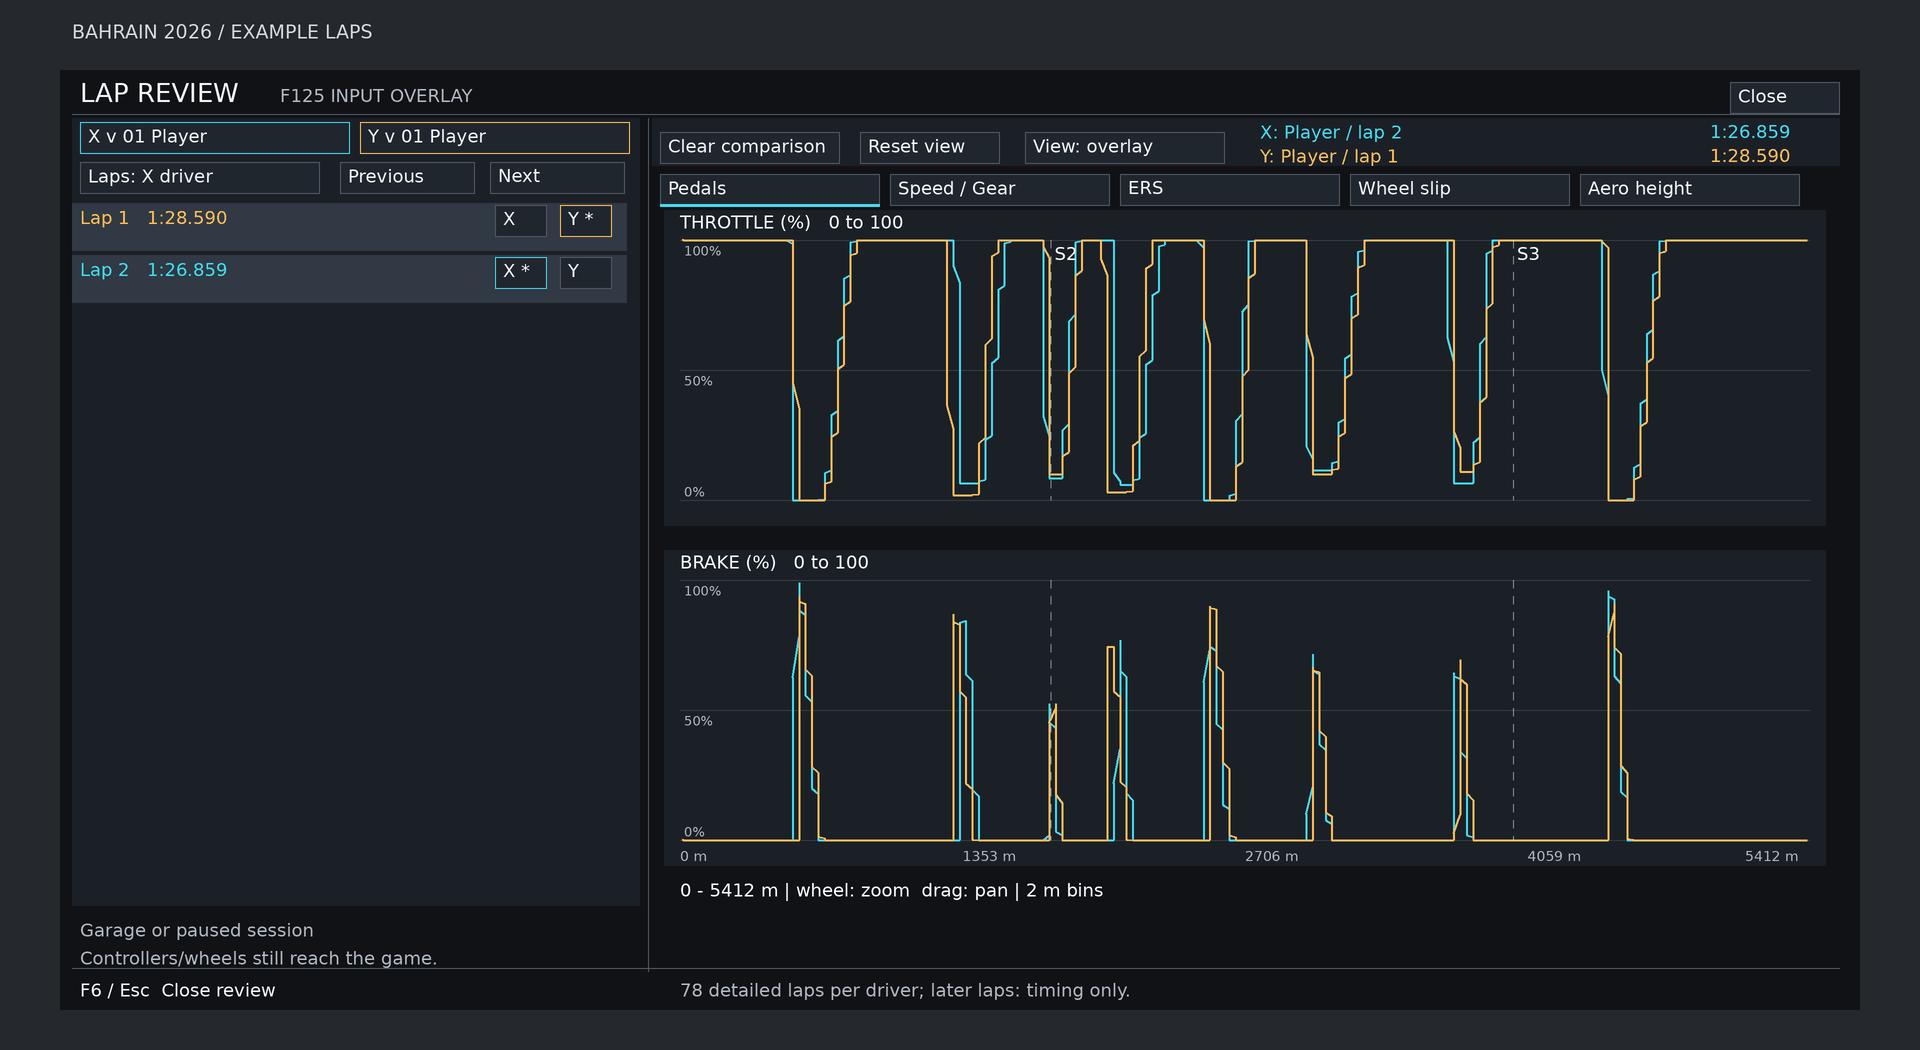 BAHRAIN 2026 / EXAMPLE LAPS
LAP REVIEW F125 INPUT OVERLAY
Close
X v 01 Player
Y v 01 Player
Laps: X driver
Previous
Next
Lap 1 1:28.590 X Y *
Lap 2 1:26.859 X * Y
Garage or paused session
Controllers/wheels still reach the game.
F6 / Esc Close review
Clear comparison
Reset view
View: overlay
X: Player / lap 2 1:26.859
Y: Player / lap 1 1:28.590
Pedals
Speed / Gear
ERS
Wheel slip
Aero height
THROTTLE (%) 0 to 100
100%
S2
S3
50%
0%
BRAKE (%) 0 to 100
100%
50%
0%
0 m 1353 m 2706 m 4059 m 5412 m
0 - 5412 m | wheel: zoom drag: pan | 2 m bins
78 detailed laps per driver; later laps: timing only.